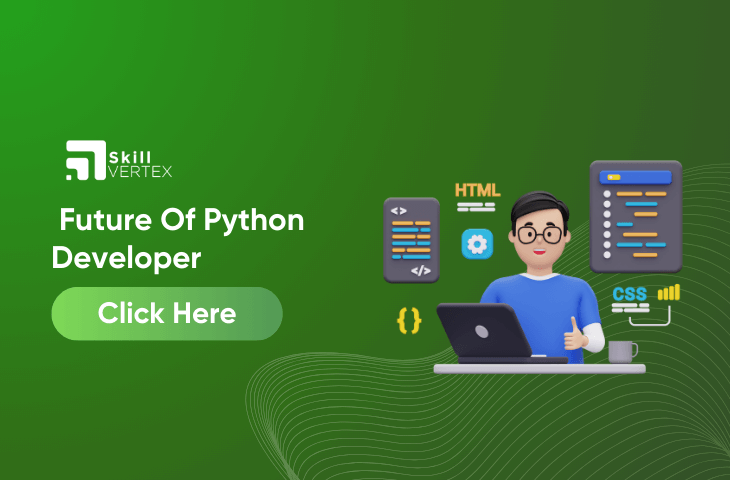 Skill
VERTEX
Future Of Python
Developer
Click Here
HTML
<>
</>
{}
CSS